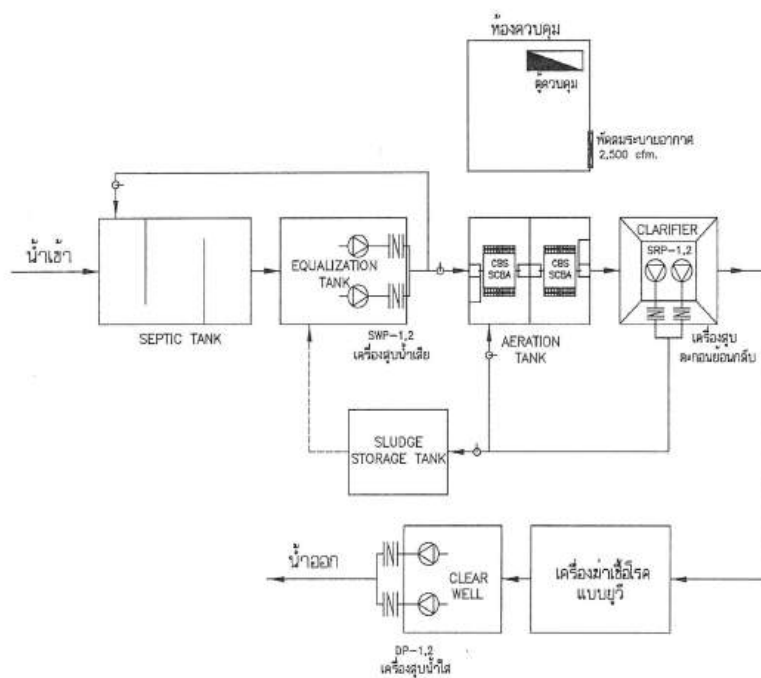 ห้องควบคุม
ตู้ควบคุม
พัดลมระบายอากาศ
2,500 cfm.
น้ำเข้า
SEPTIC TANK
EQUALIZATION
TANK
SWP-1,2
เครื่องสูบน้ำเสีย
CBS
SCBA
CBS
SCBA
AERATION
TANK
CLARIFIER
SRP-1,2
เครื่องสูบ
ตะกอนย้อนกลับ
SLUDGE
STORAGE TANK
น้ำออก
CLEAR
WELL
DP-1,2
เครื่องสูบน้ำใส
เครื่องฆ่าเชื้อโรค
แบบยูวี